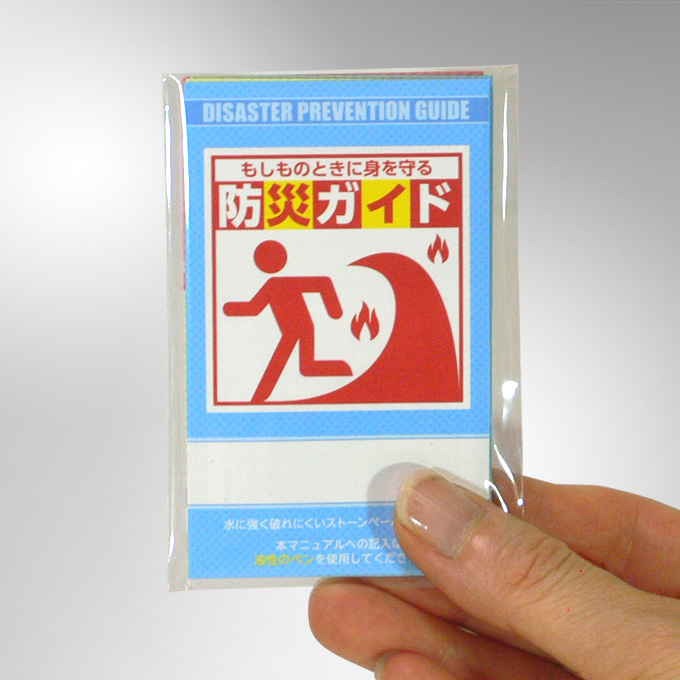 DISASTER PREVENTION GUIDE
もしものときに身を守る
防災ガイド
水に強く破れにくいストーンペー
本マニュアルへの記入は
油性のペンを使用してくださ